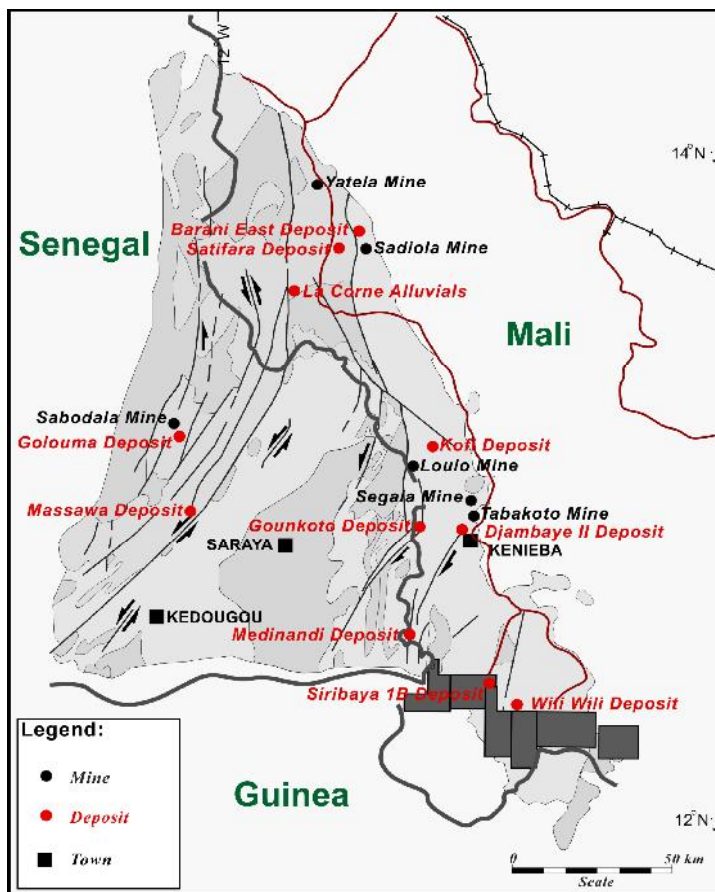 12°W
14°N
Yatela Mine
Barani East Deposit
Senegal
Satifara Deposit
Sadiola Mine
La Corne Alluvials
Mali
Sabodala Mine
Golouma Deposit
Kofi Deposit
Loulo Mine
Segala Mine
Massawa Deposit
Gounkoto Deposit
Tabakoto Mine
Djambaye II Deposit
SARAYA
KENIEBA
KEDOUGOU
Medinandi Deposit
Siribaya 1B Deposit
Wili Wili Deposit
Legend:
Mine
Deposit
Town
Guinea
12°N
0
50 km
Scale